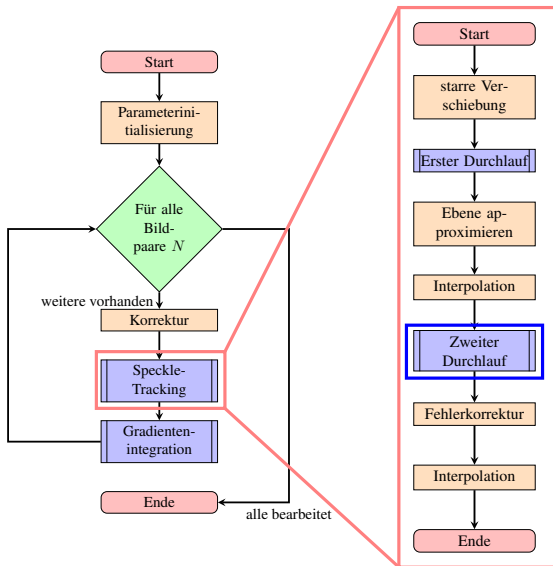 Start
Parameterini-
tialisierung
Für alle
Bild-
paare N
weitere vorhanden
Korrektur
Speckle-
Tracking
Gradienten-
integration
Ende
alle bearbeitet
Start
starre Ver-
schiebung
Erster Durchlauf
Ebene ap-
proximieren
Interpolation
Zweiter
Durchlauf
Fehlerkorrektur
Interpolation
Ende